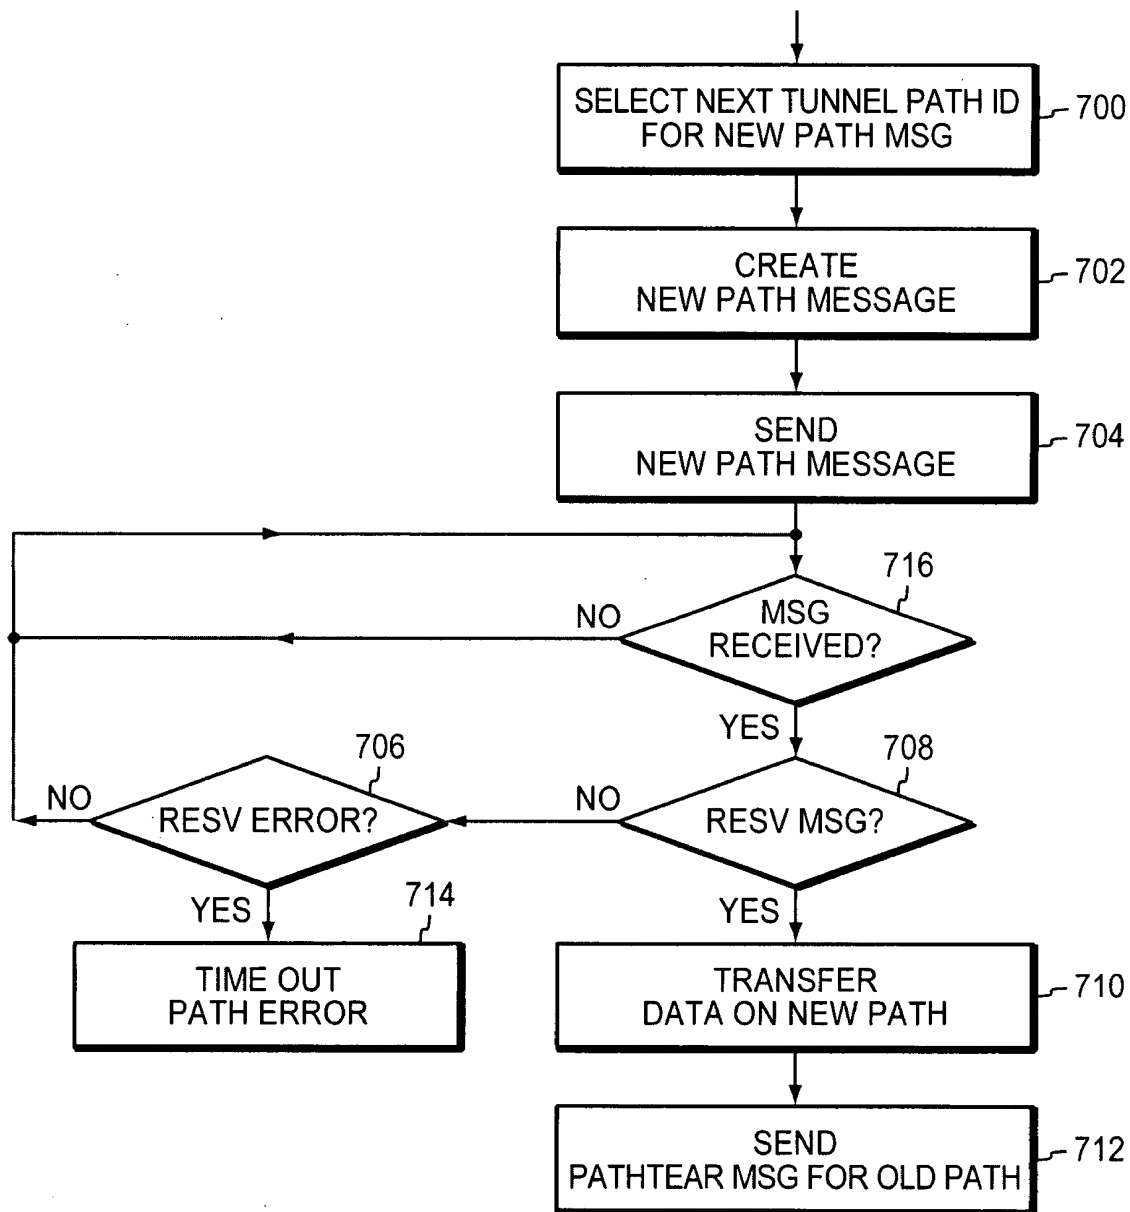 SELECT NEXT TUNNEL PATH ID
FOR NEW PATH MSG
700
CREATE
NEW PATH MESSAGE
702
SEND
NEW PATH MESSAGE
704
716
MSG
RECEIVED?
NO
YES
706
708
NO
RESV ERROR?
NO
RESV MSG?
YES
714
YES
TIME OUT
PATH ERROR
TRANSFER
DATA ON NEW PATH
710
SEND
PATHTEAR MSG FOR OLD PATH
712